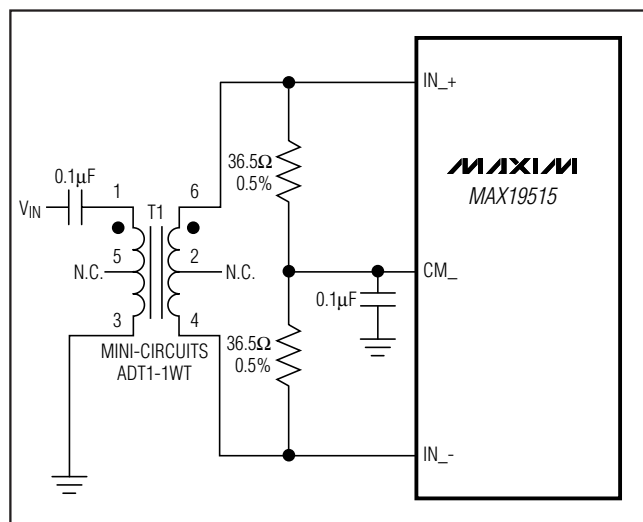 IN_+
36.5Ω
0.5%
MAXIM
MAX19515
0.1µF
1
6
VIN
T1
5
2
N.C.
N.C.
CM_
0.1µF
3
4
36.5Ω
0.5%
MINI-CIRCUITS
ADT1-1WT
IN_-